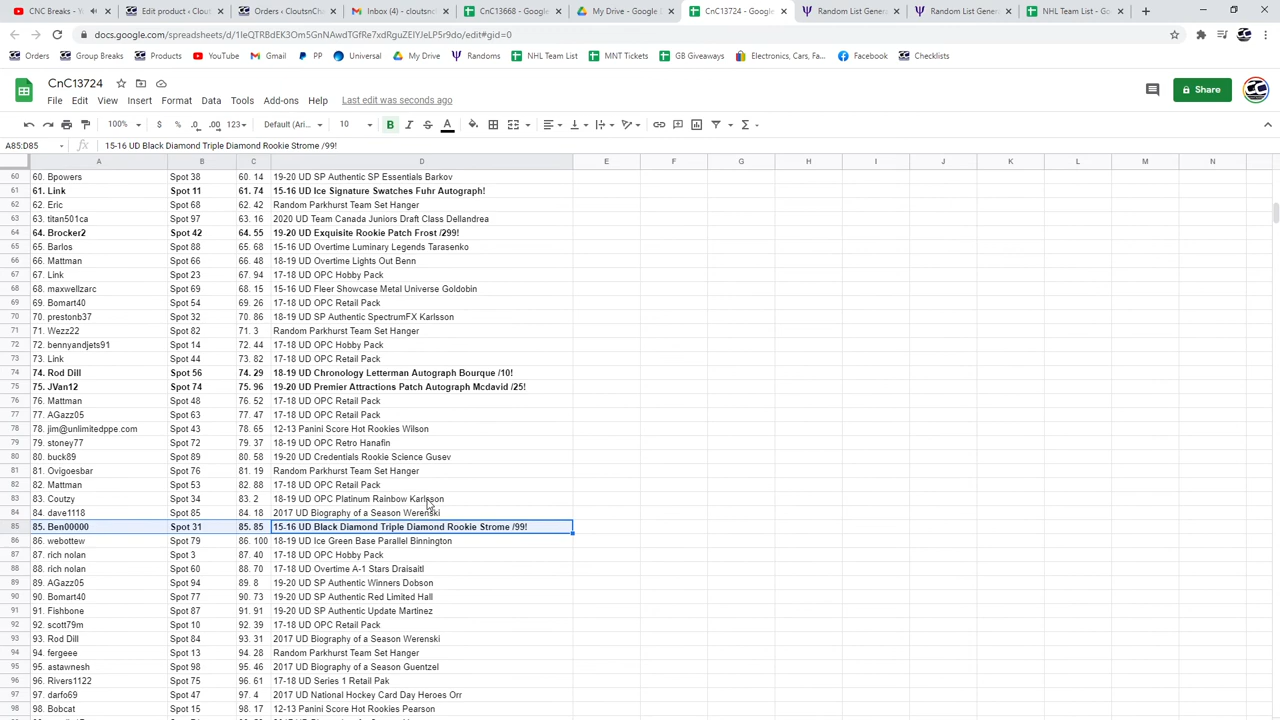 CNC Breaks - Y
Edit product
Orders ‹ CloutsCh
Inbox (4) - cloutsno
CnC13668 - Google
My Drive - Google
CnC13724 - Google
Random List Gene
Random List Gene
NHL Team List - Go
docs.google.com/spreadsheets/d/1IeQTRBdEK3Om5GnNAwdTGfRe7xdRguZEIYJeLP5r9do/edit#gid=0
Orders Group Breaks Products YouTube Gmail PP Universal My Drive Randoms NHL Team List MNT Tickets GB Giveaways Electronics, Cars, Fa... Facebook Checklists
CnC13724
Share
File Edit View Insert Format Data Tools Add-ons Help Last edit was seconds ago
100% $ % .0 .00 123 Default (Ari... 10 B I S A
A85:D85 fx 15-16 UD Black Diamond Triple Diamond Rookie Strome /99!
A B C D E F G H I J K L M N
60 60. Bpowers Spot 38 60. 14 19-20 UD SP Authentic SP Essentials Barkov
61 61. Link Spot 11 61. 74 15-16 UD Ice Signature Swatches Fuhr Autograph!
62 62. Eric Spot 68 62. 42 Random Parkhurst Team Set Hanger
63 63. titan501ca Spot 97 63. 16 2020 UD Team Canada Juniors Draft Class Dellandrea
64 64. Brocker2 Spot 42 64. 55 19-20 UD Exquisite Rookie Patch Frost /299!
65 65. Barlos Spot 88 65. 68 15-16 UD Overtime Luminary Legends Tarasenko
66 66. Mattman Spot 66 66. 48 18-19 UD Overtime Lights Out Benn
67 67. Link Spot 23 67. 94 17-18 UD OPC Hobby Pack
68 68. maxwellzarc Spot 69 68. 15 15-16 UD Fleer Showcase Metal Universe Goldobin
69 69. Bomart40 Spot 54 69. 26 17-18 UD OPC Retail Pack
70 70. prestonb37 Spot 32 70. 86 18-19 UD SP Authentic SpectrumFX Karlsson
71 71. Wezz22 Spot 82 71. 3 Random Parkhurst Team Set Hanger
72 72. bennyandjets91 Spot 14 72. 44 17-18 UD OPC Hobby Pack
73 73. Link Spot 44 73. 82 17-18 UD OPC Retail Pack
74 74. Rod Dill Spot 56 74. 29 18-19 UD Chronology Letterman Autograph Bourque /10!
75 75. JVan12 Spot 74 75. 96 19-20 UD Premier Attractions Patch Autograph Mcdavid /25!
76 76. Mattman Spot 48 76. 52 17-18 UD OPC Retail Pack
77 77. AGazz05 Spot 63 77. 47 17-18 UD OPC Retail Pack
78 78. jim@unlimitedppe.com Spot 43 78. 65 12-13 Panini Score Hot Rookies Wilson
79 79. stoney77 Spot 72 79. 37 18-19 UD OPC Retro Hanafin
80 80. buck89 Spot 89 80. 58 19-20 UD Credentials Rookie Science Gusev
81 81. Ovigoesbar Spot 76 81. 19 Random Parkhurst Team Set Hanger
82 82. Mattman Spot 53 82. 88 17-18 UD OPC Retail Pack
83 83. Coutzy Spot 34 83. 2 18-19 UD OPC Platinum Rainbow Karlsson
84 84. dave1118 Spot 85 84. 18 2017 UD Biography of a Season Werenski
85 85. Ben00000 Spot 31 85. 85 15-16 UD Black Diamond Triple Diamond Rookie Strome /99!
86 86. webottew Spot 79 86. 100 18-19 UD Ice Green Base Parallel Binnington
87 87. rich nolan Spot 3 87. 40 17-18 UD OPC Hobby Pack
88 88. rich nolan Spot 60 88. 70 17-18 UD Overtime A-1 Stars Draisaitl
89 89. AGazz05 Spot 94 89. 8 19-20 UD SP Authentic Winners Dobson
90 90. Bomart40 Spot 77 90. 73 19-20 UD SP Authentic Red Limited Hall
91 91. Fishbone Spot 87 91. 91 19-20 UD SP Authentic Update Martinez
92 92. scott79m Spot 10 92. 39 17-18 UD OPC Retail Pack
93 93. Rod Dill Spot 84 93. 31 2017 UD Biography of a Season Werenski
94 94. fergeee Spot 13 94. 28 Random Parkhurst Team Set Hanger
95 95. astawnesh Spot 98 95. 46 2017 UD Biography of a Season Guentzel
96 96. Rivers1122 Spot 75 96. 61 17-18 UD Series 1 Retail Pak
97 97. darfo69 Spot 47 97. 4 2017 UD National Hockey Card Day Heroes Orr
98 98. Bobcat Spot 15 98. 17 12-13 Panini Score Hot Rookies Pearson